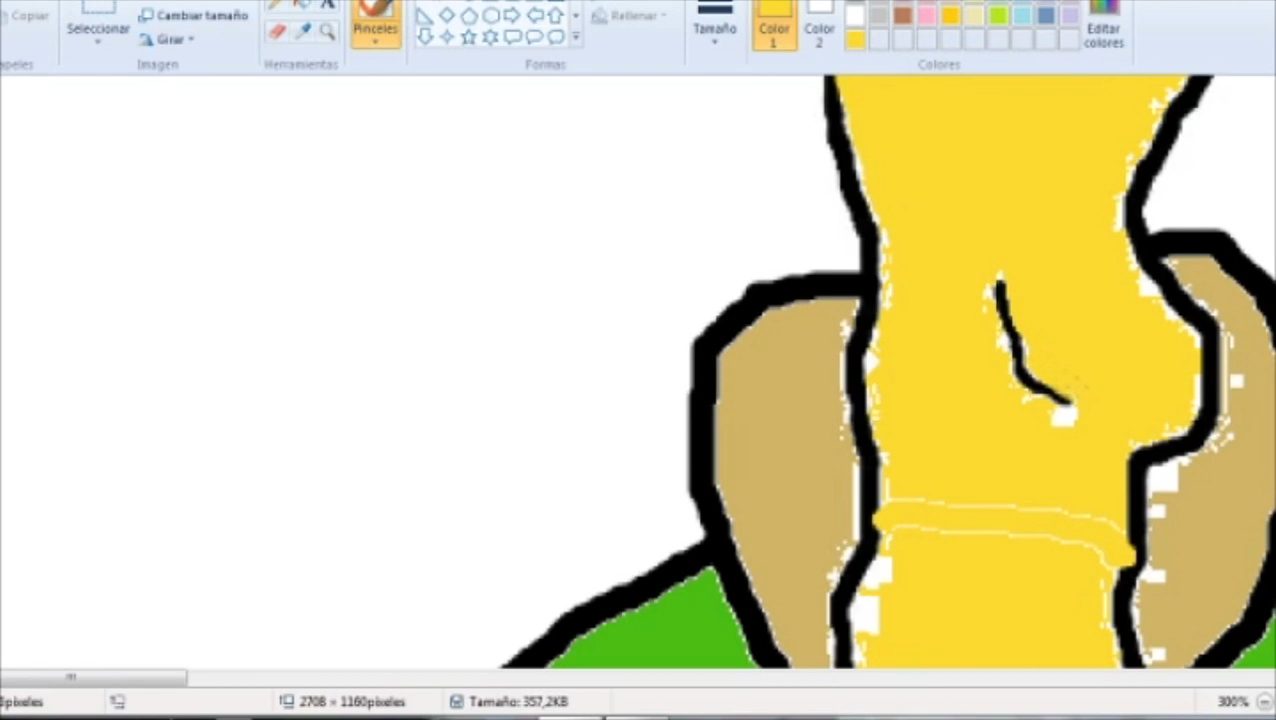 Copiar
Cambiar tamaño
Seleccionar
Girar
Imagen
A
Herramientas
Pinceles
Rellenar
Formas
Tamaño
Color 1
Color 2
Editar colores
Colores
2708 × 1160píxeles
Tamaño: 357,2KB
300%